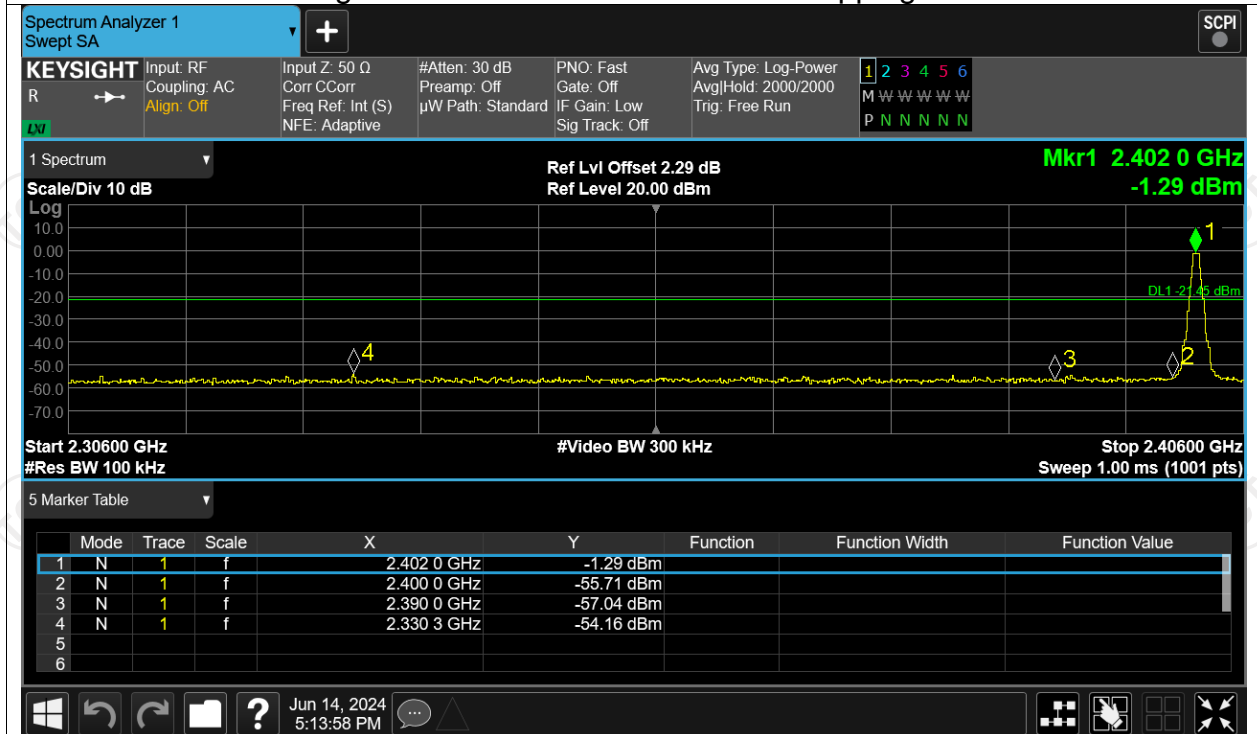 Spectrum Analyzer 1
Swept SA
+
SCPI
KEYSIGHT
R
LXI
Input: RF
Coupling: AC
Align: Off
Input Z: 50 Ω
Corr CCorr
Freq Ref: Int (S)
NFE: Adaptive
#Atten: 30 dB
Preamp: Off
µW Path: Standard
PNO: Fast
Gate: Off
IF Gain: Low
Sig Track: Off
Avg Type: Log-Power
Avg|Hold: 2000/2000
Trig: Free Run
1 2 3 4 5 6
M W W W W W
P N N N N N
1 Spectrum
Scale/Div 10 dB
Ref Lvl Offset 2.29 dB
Ref Level 20.00 dBm
Mkr1 2.402 0 GHz
-1.29 dBm
Log
10.0
0.00
-10.0
-20.0
-30.0
-40.0
-50.0
-60.0
-70.0
1
DL1 -21.45 dBm
4
3
2
Start 2.30600 GHz
#Video BW 300 kHz
Stop 2.40600 GHz
#Res BW 100 kHz
Sweep 1.00 ms (1001 pts)
5 Marker Table
Mode Trace Scale X Y Function Function Width Function Value
1 N 1 f 2.402 0 GHz -1.29 dBm
2 N 1 f 2.400 0 GHz -55.71 dBm
3 N 1 f 2.390 0 GHz -57.04 dBm
4 N 1 f 2.330 3 GHz -54.16 dBm
5
6
?
Jun 14, 2024
5:13:58 PM